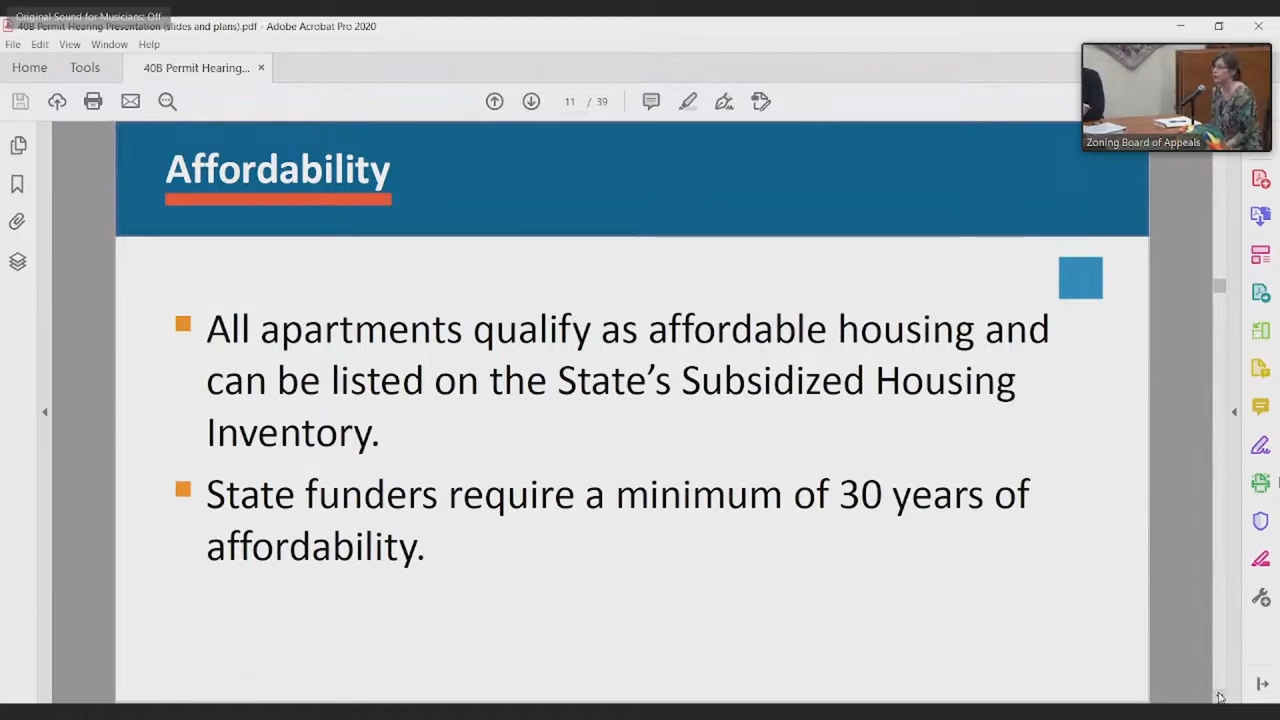 Original Sound for Musicians: Off
40B Permit Hearing Presentation (slides and plans).pdf - Adobe Acrobat Pro 2020
File Edit View Window Help
Home Tools 40B Permit Hearing... ×
11 / 39
Zoning Board of Appeals
Affordability
All apartments qualify as affordable housing and
can be listed on the State's Subsidized Housing
Inventory.
State funders require a minimum of 30 years of
affordability.